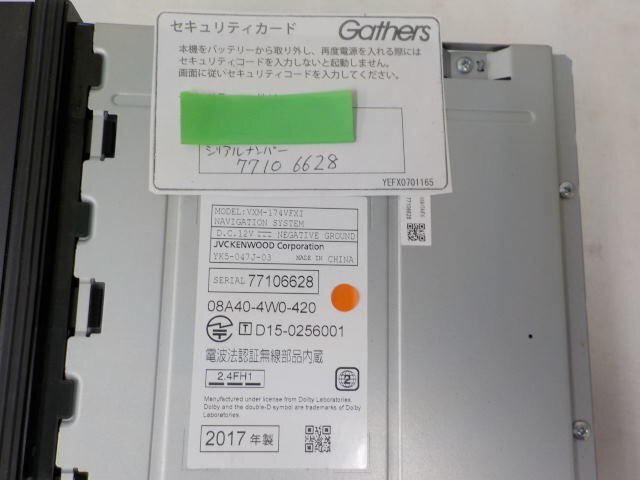 セキュリティカード
Gathers
本機をバッテリーから取り外し、再度電源を入れる際には
セキュリティコードを入力しないと起動しません。
画面に従いセキュリティコードを入力してください。
シリアルナンバー
7710 6628
YEFX0701165
MODEL:VXM-174VFXI
NAVIGATION SYSTEM
D.C.12V NEGATIVE GROUND
JVCKENWOOD Corporation
YK5-047J-03 MADE IN CHINA
SERIAL 77106628
08A40-4W0-420
T D15-0256001
電波法認証無線部品内蔵
2.4FH1
2
Manufactured under license from Dolby Laboratories.
Dolby and the double-D symbol are trademarks of Dolby
Laboratories.
2017 年製
77106628